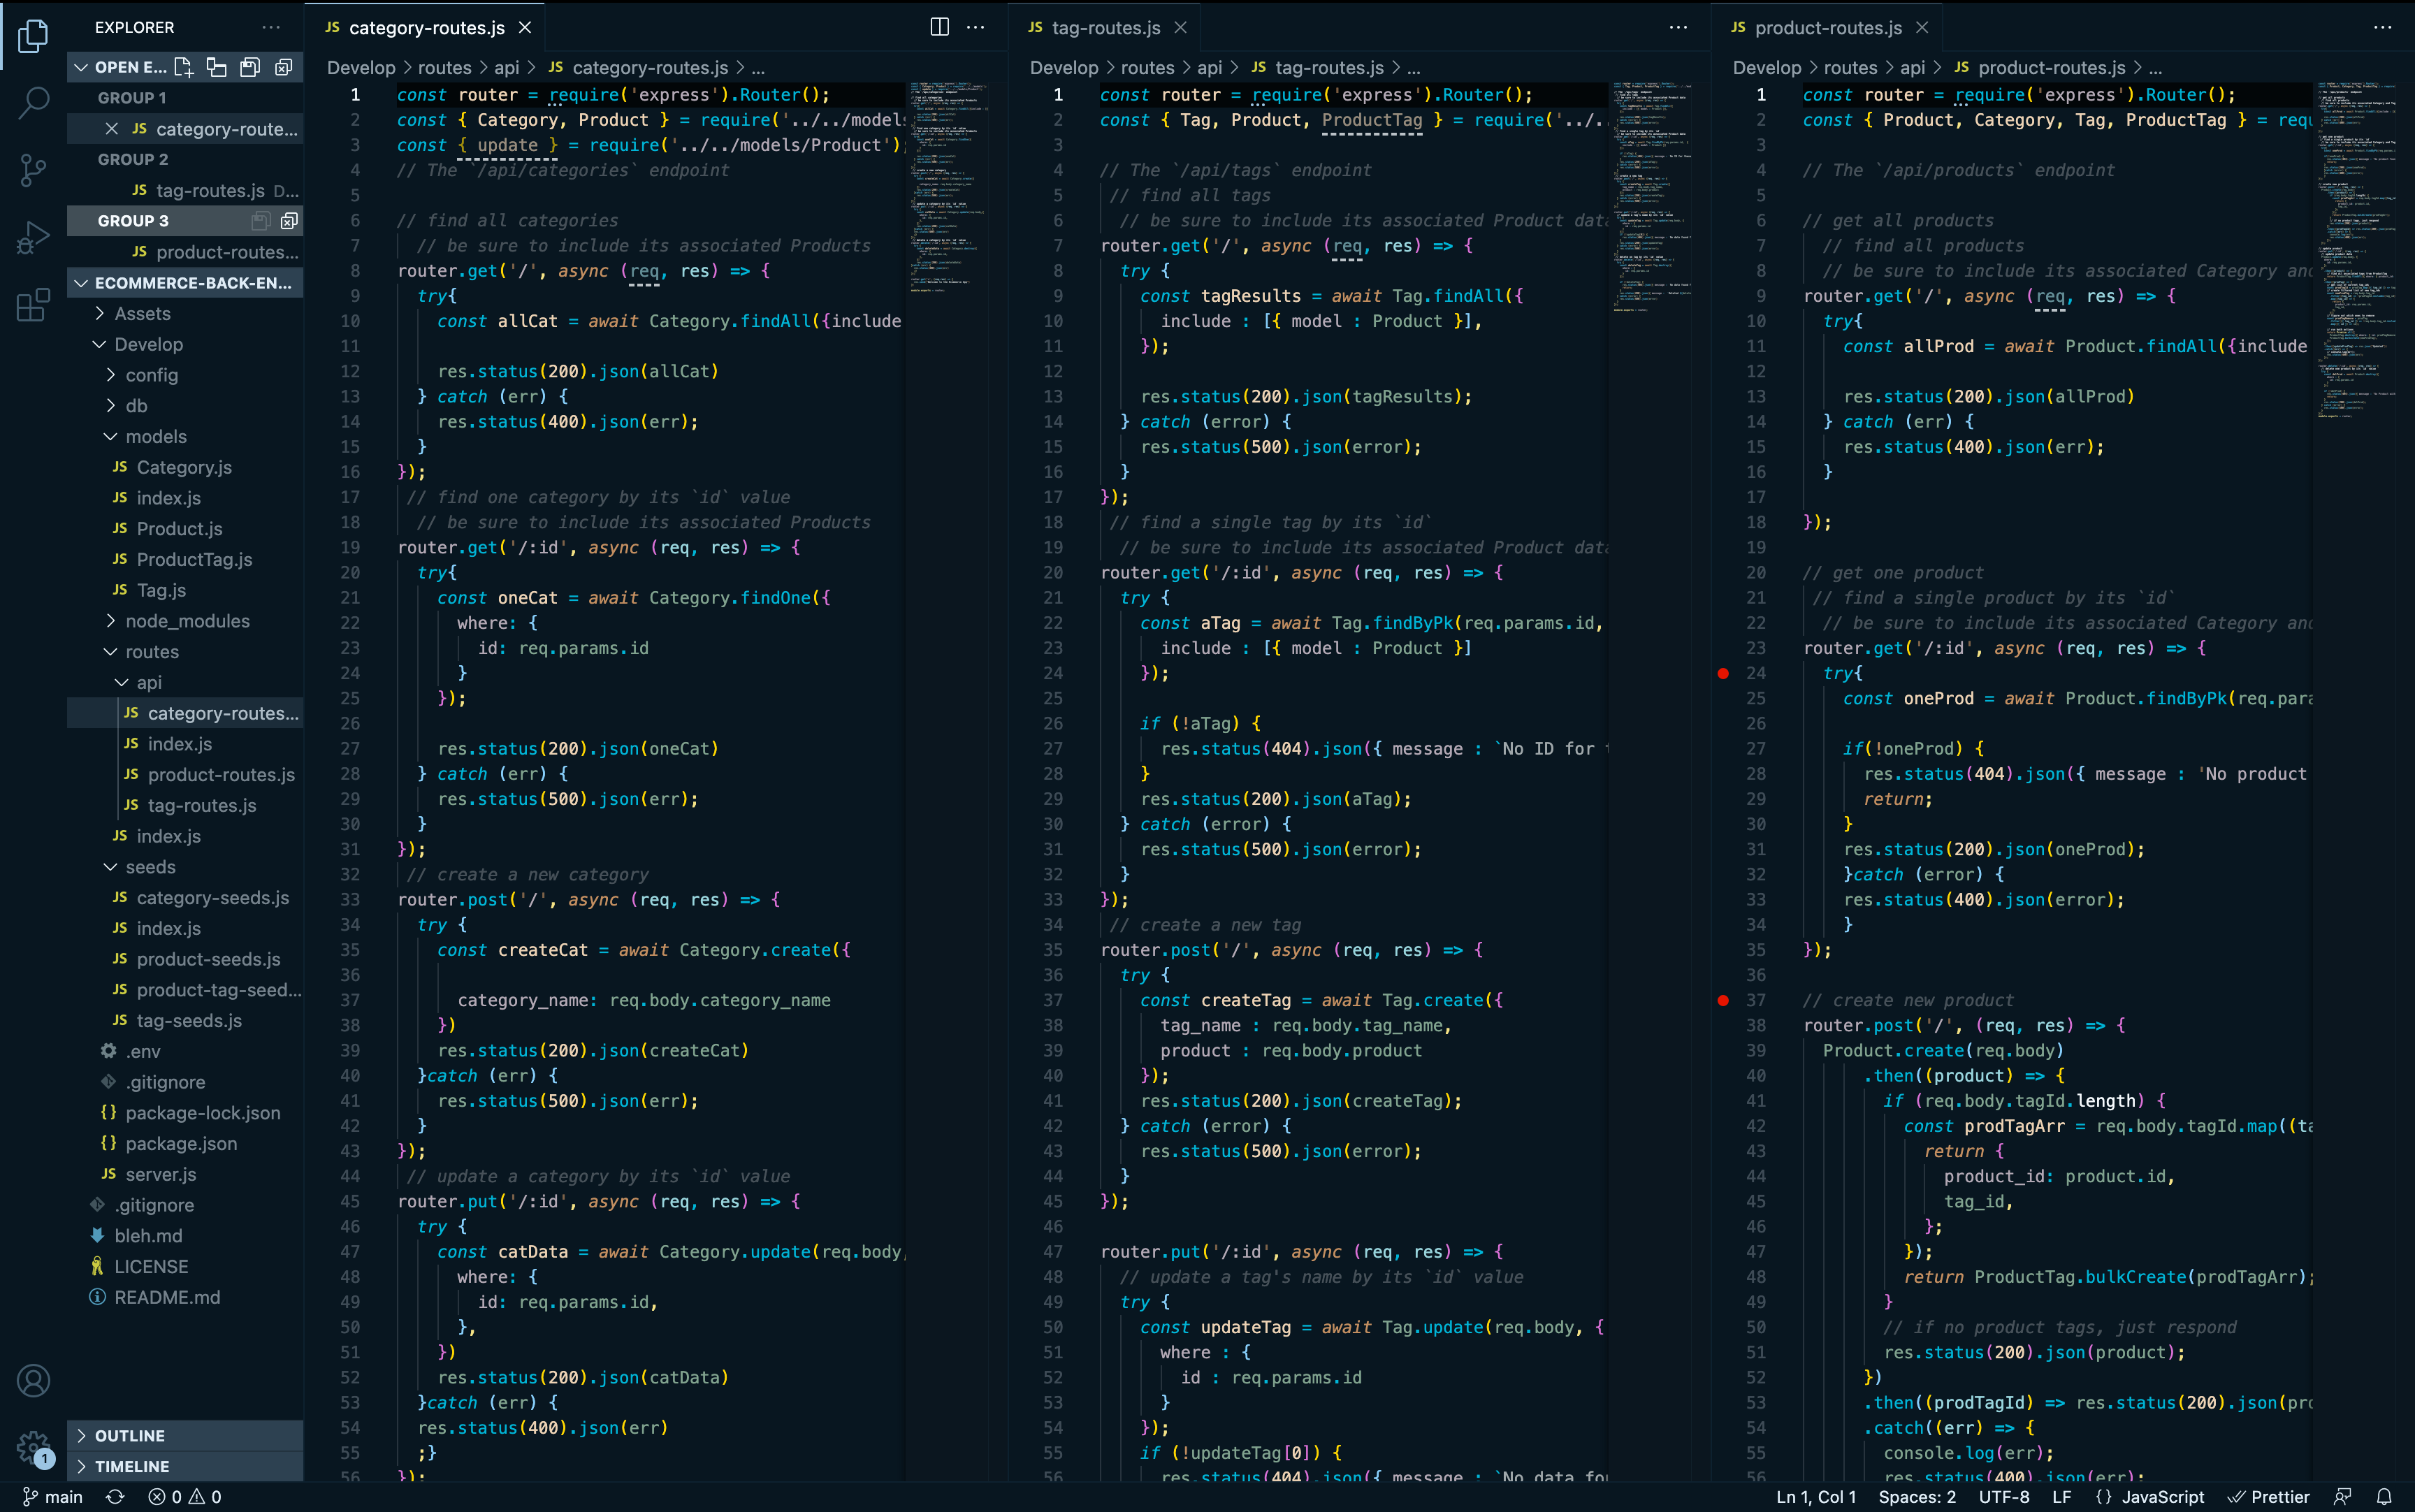 EXPLORER
OPEN E...
GROUP 1
JS category-route...
GROUP 2
JS tag-routes.js D...
GROUP 3
JS product-routes...
ECOMMERCE-BACK-EN...
Assets
Develop
config
db
models
JS Category.js
JS index.js
JS Product.js
JS ProductTag.js
JS Tag.js
node_modules
routes
api
JS category-routes...
JS index.js
JS product-routes.js
JS tag-routes.js
JS index.js
seeds
JS category-seeds.js
JS index.js
JS product-seeds.js
JS product-tag-seed...
JS tag-seeds.js
.env
.gitignore
{} package-lock.json
{} package.json
JS server.js
.gitignore
bleh.md
LICENSE
README.md
1
OUTLINE
TIMELINE
JS category-routes.js
Develop > routes > api > JS category-routes.js > ...
1 const router = require('express').Router();
2 const { Category, Product } = require('../../models
3 const { update } = require('../../models/Product');
4 // The `/api/categories` endpoint
5
6 // find all categories
7 // be sure to include its associated Products
8 router.get('/', async (req, res) => {
9 try{
10 const allCat = await Category.findAll({include
11
12 res.status(200).json(allCat)
13 } catch (err) {
14 res.status(400).json(err);
15 }
16 });
17 // find one category by its `id` value
18 // be sure to include its associated Products
19 router.get('/:id', async (req, res) => {
20 try{
21 const oneCat = await Category.findOne({
22 where: {
23 id: req.params.id
24 }
25 });
26
27 res.status(200).json(oneCat)
28 } catch (err) {
29 res.status(500).json(err);
30 }
31 });
32 // create a new category
33 router.post('/', async (req, res) => {
34 try {
35 const createCat = await Category.create({
36
37 category_name: req.body.category_name
38 })
39 res.status(200).json(createCat)
40 }catch (err) {
41 res.status(500).json(err);
42 }
43 });
44 // update a category by its `id` value
45 router.put('/:id', async (req, res) => {
46 try {
47 const catData = await Category.update(req.body,
48 where: {
49 id: req.params.id,
50 },
51 })
52 res.status(200).json(catData)
53 }catch (err) {
54 res.status(400).json(err)
55 ;}
56 });
JS tag-routes.js
Develop > routes > api > JS tag-routes.js > ...
1 const router = require('express').Router();
2 const { Tag, Product, ProductTag } = require('../.
3
4 // The `/api/tags` endpoint
5 // find all tags
6 // be sure to include its associated Product data
7 router.get('/', async (req, res) => {
8 try {
9 const tagResults = await Tag.findAll({
10 include : [{ model : Product }],
11 });
12
13 res.status(200).json(tagResults);
14 } catch (error) {
15 res.status(500).json(error);
16 }
17 });
18 // find a single tag by its `id`
19 // be sure to include its associated Product data
20 router.get('/:id', async (req, res) => {
21 try {
22 const aTag = await Tag.findByPk(req.params.id,
23 include : [{ model : Product }]
24 });
25
26 if (!aTag) {
27 res.status(404).json({ message : `No ID for
28 }
29 res.status(200).json(aTag);
30 } catch (error) {
31 res.status(500).json(error);
32 }
33 });
34 // create a new tag
35 router.post('/', async (req, res) => {
36 try {
37 const createTag = await Tag.create({
38 tag_name : req.body.tag_name,
39 product : req.body.product
40 });
41 res.status(200).json(createTag);
42 } catch (error) {
43 res.status(500).json(error);
44 }
45 });
46
47 router.put('/:id', async (req, res) => {
48 // update a tag's name by its `id` value
49 try {
50 const updateTag = await Tag.update(req.body, {
51 where : {
52 id : req.params.id
53 }
54 });
55 if (!updateTag[0]) {
56 res.status(404).json({ message : `No data fo
JS product-routes.js
Develop > routes > api > JS product-routes.js > ...
1 const router = require('express').Router();
2 const { Product, Category, Tag, ProductTag } = req
3
4 // The `/api/products` endpoint
5
6 // get all products
7 // find all products
8 // be sure to include its associated Category an
9 router.get('/', async (req, res) => {
10 try{
11 const allProd = await Product.findAll({include
12
13 res.status(200).json(allProd)
14 } catch (err) {
15 res.status(400).json(err);
16 }
17
18 });
19
20 // get one product
21 // find a single product by its `id`
22 // be sure to include its associated Category an
23 router.get('/:id', async (req, res) => {
24 try{
25 const oneProd = await Product.findByPk(req.para
26
27 if(!oneProd) {
28 res.status(404).json({ message : 'No product
29 return;
30 }
31 res.status(200).json(oneProd);
32 }catch (error) {
33 res.status(400).json(error);
34 }
35 });
36
37 // create new product
38 router.post('/', (req, res) => {
39 Product.create(req.body)
40 .then((product) => {
41 if (req.body.tagId.length) {
42 const prodTagArr = req.body.tagId.map((ta
43 return {
44 product_id: product.id,
45 tag_id,
46 };
47 });
48 return ProductTag.bulkCreate(prodTagArr);
49 }
50 // if no product tags, just respond
51 res.status(200).json(product);
52 })
53 .then((prodTagId) => res.status(200).json(pro
54 .catch((err) => {
55 console.log(err);
56 res.status(400).json(err);
main 0 0
Ln 1, Col 1 Spaces: 2 UTF-8 LF {} JavaScript Prettier